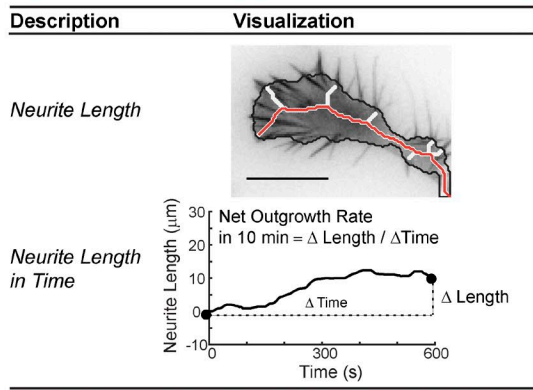 Description Visualization
Neurite Length
Neurite Length
in Time
Neurite Length (μm)
30
20
10
0
-10
Net Outgrowth Rate
in 10 min = Δ Length / ΔTime
Δ Time
Δ Length
300 600
Time (s)